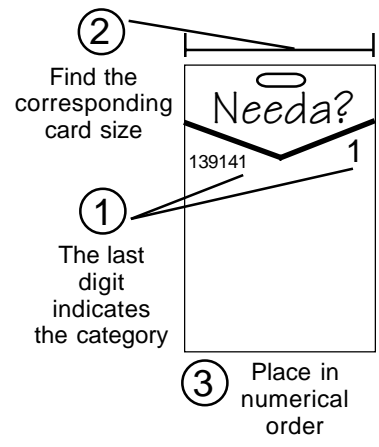 2
Find the
corresponding
card size
Needa?
139141
1
1
The last
digit
indicates
the category
3
Place in
numerical
order